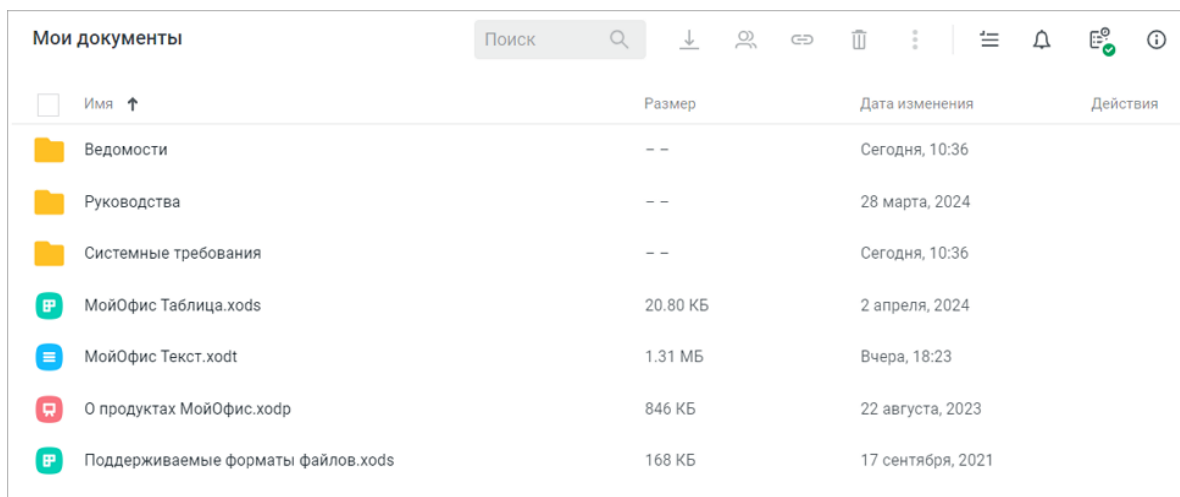 Мои документы Поиск
Имя Размер Дата изменения Действия
Ведомости – – Сегодня, 10:36
Руководства – – 28 марта, 2024
Системные требования – – Сегодня, 10:36
МойОфис Таблица.xods 20.80 КБ 2 апреля, 2024
МойОфис Текст.xodt 1.31 МБ Вчера, 18:23
О продуктах МойОфис.xodp 846 КБ 22 августа, 2023
Поддерживаемые форматы файлов.xods 168 КБ 17 сентября, 2021